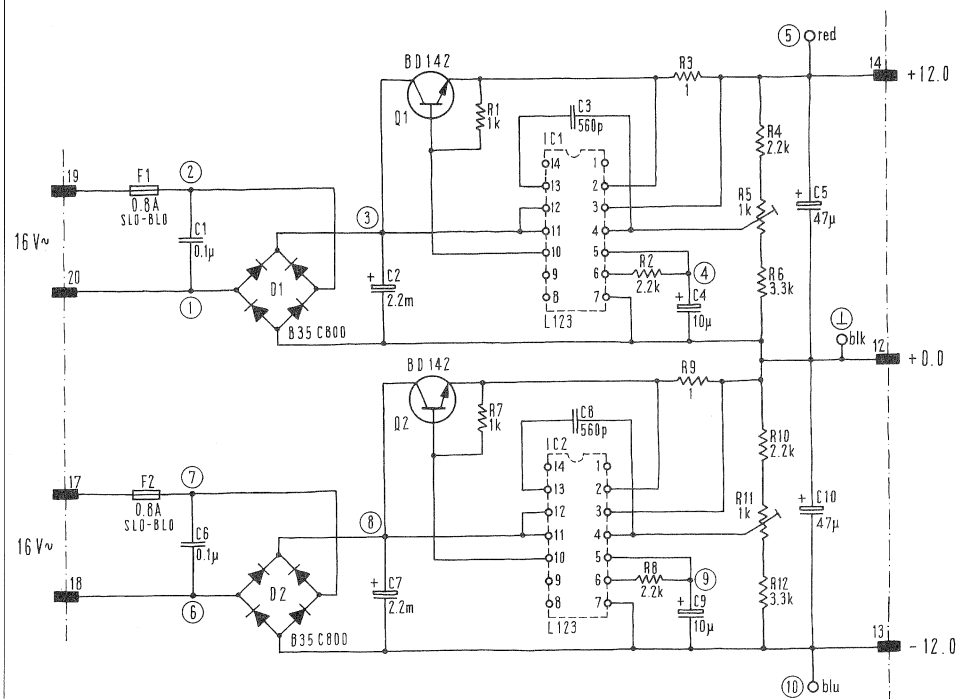 5 red
BD142
14
+12.0
R3
1
Q1
R1
1k
C3
560p
IC1
14 1
13 2
12 3
11 4
10 5
9 6
8 7
L123
R4
2.2k
R5
1k
R6
3.3k
+ C5
47µ
19
F1
0.8A
SLO-BLO
2
16V~
C1
0.1µ
20
1
D1
B35C800
3
+ C2
2.2m
R2
2.2k
4
+ C4
10µ
⊥ blk
12
+0.0
BD142
R9
1
Q2
R7
1k
C8
560p
IC2
14 1
13 2
12 3
11 4
10 5
9 6
8 7
L123
R10
2.2k
R11
1k
R12
3.3k
+ C10
47µ
17
F2
0.8A
SLO-BLO
7
16V~
C6
0.1µ
18
6
D2
B35C800
8
+ C7
2.2m
R8
2.2k
9
+ C9
10µ
13
-12.0
10 blu